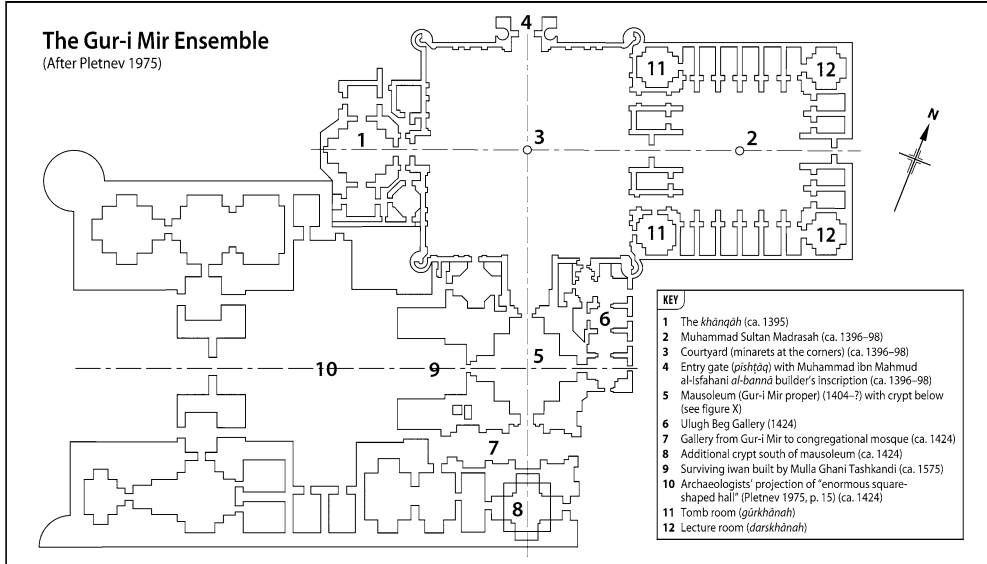 The Gur-i Mir Ensemble
(After Pletnev 1975)
4
11
12
N
1
3
2
11
12
6
5
10
9
7
8
KEY
1 The khānqāh (ca. 1395)
2 Muhammad Sultan Madrasah (ca. 1396–98)
3 Courtyard (minarets at the corners) (ca. 1396–98)
4 Entry gate (pishṭāq) with Muhammad ibn Mahmud
al-Isfahani al-bannā builder's inscription (ca. 1396–98)
5 Mausoleum (Gur-i Mir proper) (1404–?) with crypt below
(see figure X)
6 Ulugh Beg Gallery (1424)
7 Gallery from Gur-i Mir to congregational mosque (ca. 1424)
8 Additional crypt south of mausoleum (ca. 1424)
9 Surviving iwan built by Mulla Ghani Tashkandi (ca. 1575)
10 Archaeologists' projection of "enormous square-
shaped hall" (Pletnev 1975, p. 15) (ca. 1424)
11 Tomb room (gūrkhānah)
12 Lecture room (darskhānah)